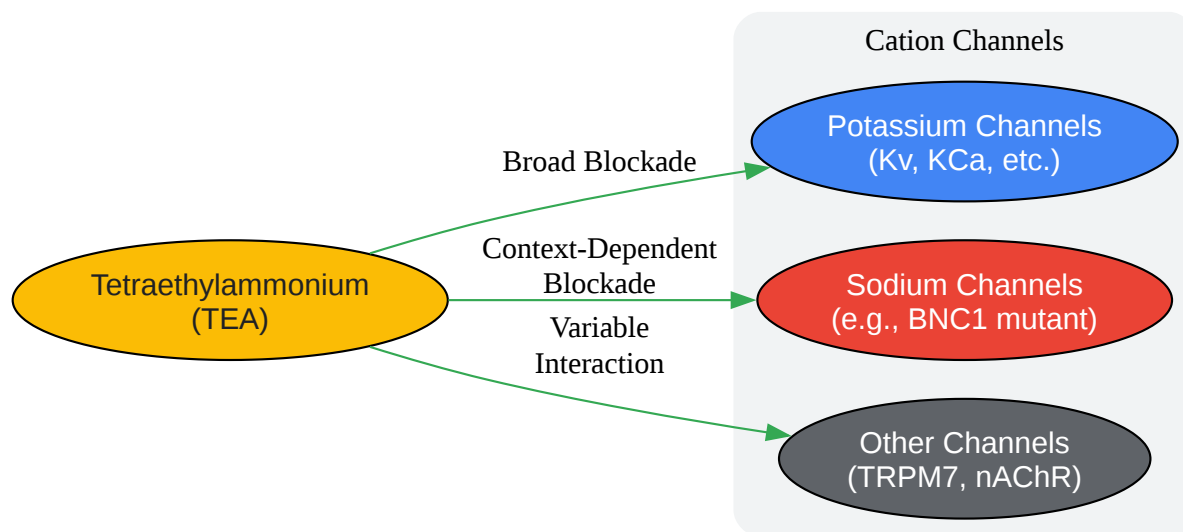 Cation Channels
Potassium Channels
(Kv, KCa, etc.)
Broad Blockade
Context-Dependent
Blockade
Tetraethylammonium
(TEA)
Sodium Channels
(e.g., BNC1 mutant)
Variable
Interaction
Other Channels
(TRPM7, nAChR)